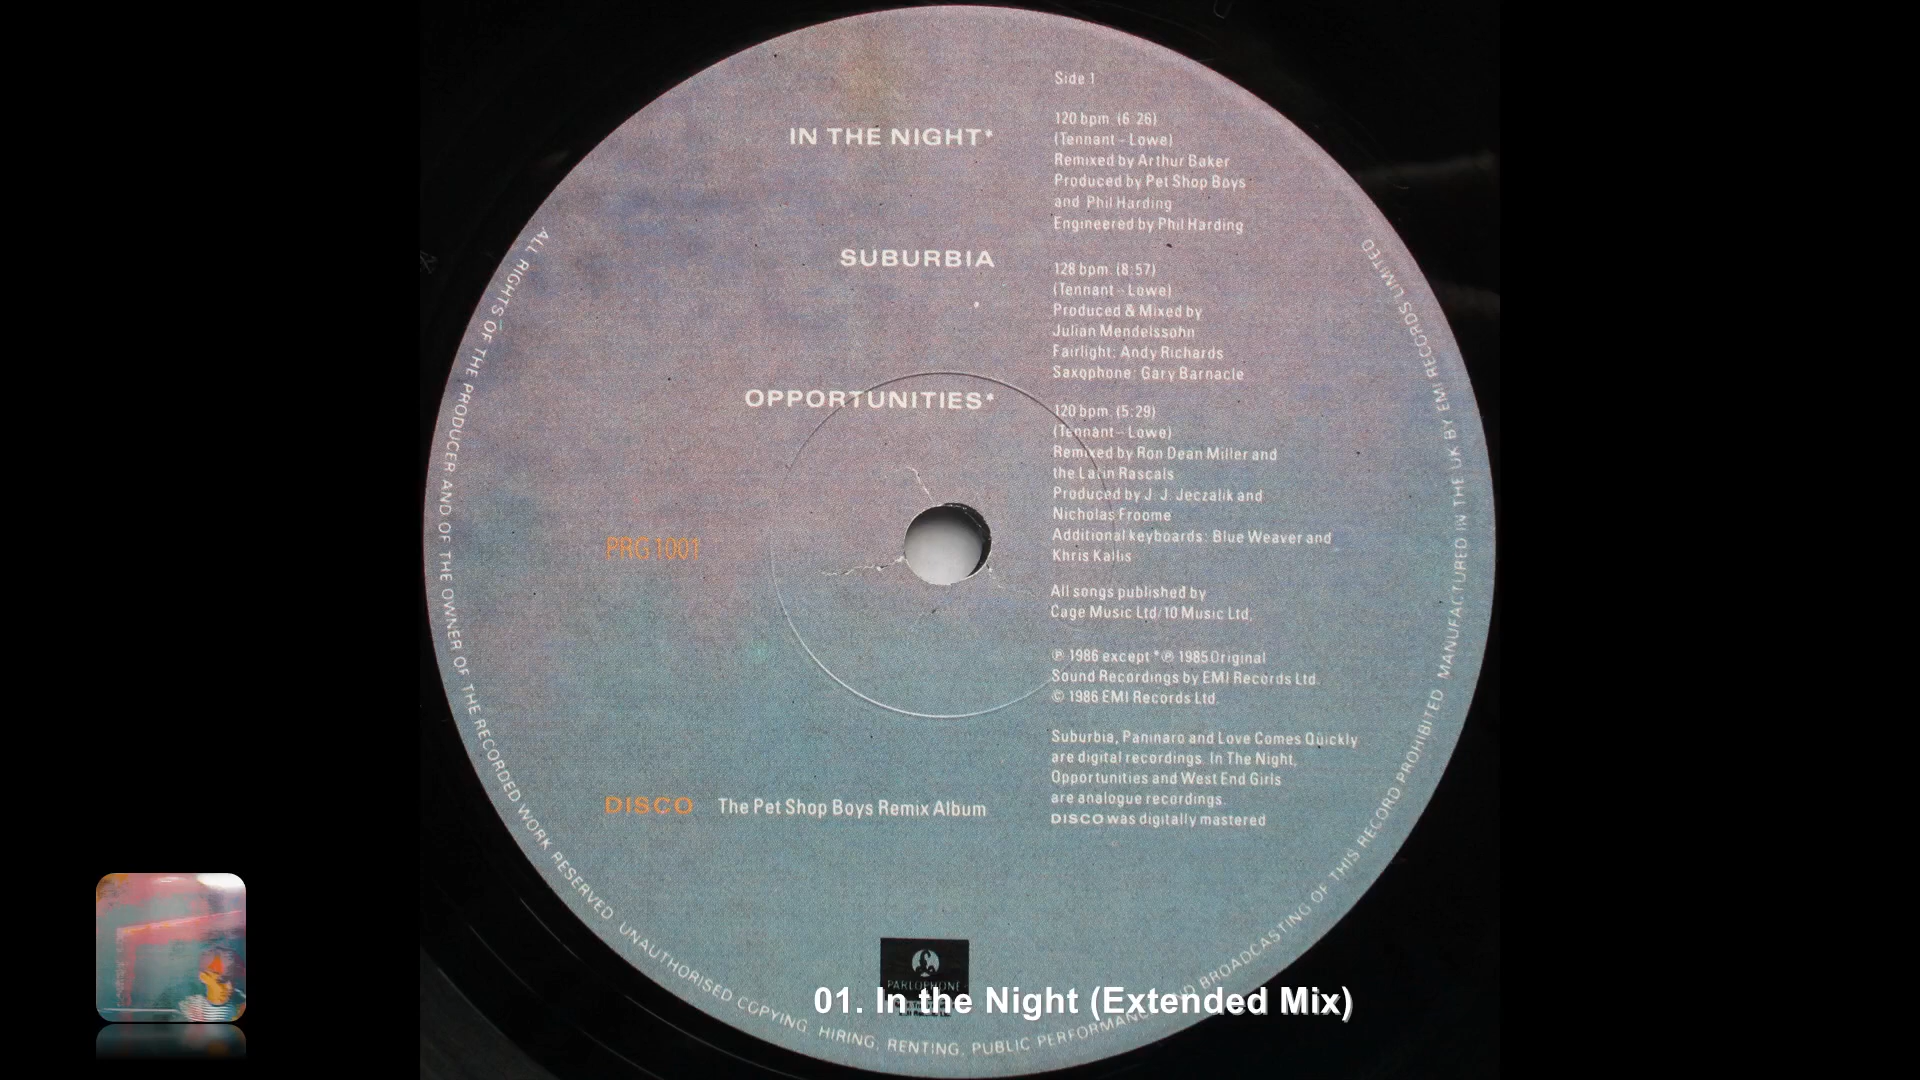 Side 1
IN THE NIGHT*
120 bpm. (6:26)
(Tennant - Lowe)
Remixed by Arthur Baker
Produced by Pet Shop Boys
and Phil Harding
Engineered by Phil Harding
SUBURBIA
128 bpm. (8:57)
(Tennant - Lowe)
Produced & Mixed by
Julian Mendelssohn
Fairlight: Andy Richards
Saxophone: Gary Barnacle
OPPORTUNITIES*
120 bpm. (5:29)
(Tennant - Lowe)
Remixed by Ron Dean Miller and
the Latin Rascals
Produced by J. J. Jeczalik and
Nicholas Froome
Additional keyboards: Blue Weaver and
Khris Kallis
PRG 1001
All songs published by
Cage Music Ltd/10 Music Ltd.
℗ 1986 except *℗ 1985 Original
Sound Recordings by EMI Records Ltd.
© 1986 EMI Records Ltd.
Suburbia, Paninaro and Love Comes Quickly
are digital recordings. In The Night,
Opportunities and West End Girls
are analogue recordings.
DISCO was digitally mastered
DISCO The Pet Shop Boys Remix Album
PARLOPHONE
ALL RIGHTS OF THE PRODUCER AND OF THE OWNER OF THE RECORDED WORK RESERVED. UNAUTHORISED COPYING, HIRING, RENTING, PUBLIC PERFORMANCE AND BROADCASTING OF THIS RECORD PROHIBITED. MANUFACTURED IN THE UK BY EMI RECORDS LIMITED
01. In the Night (Extended Mix)